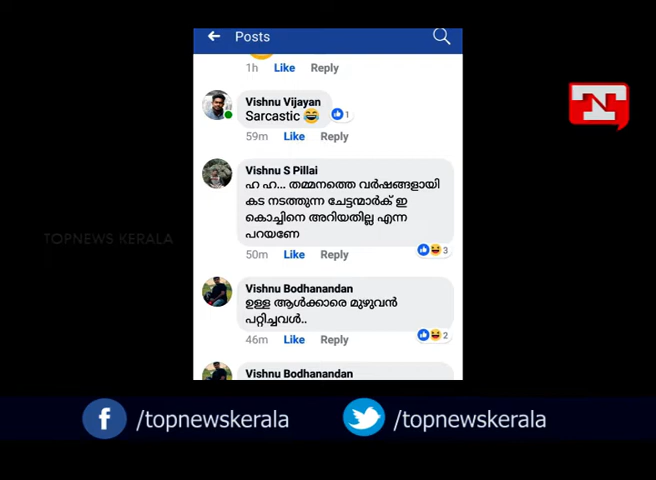 Posts
1h Like Reply
Vishnu Vijayan
Sarcastic 😂
1
59m Like Reply
Vishnu S Pillai
ഹ ഹ... തമ്മനത്തെ വർഷങ്ങളായി
കട നടത്തുന്ന ചേട്ടന്മാർക് ഇ
കൊച്ചിനെ അറിയതില്ല എന്ന
പറയണേ
3
50m Like Reply
Vishnu Bodhanandan
ഉള്ള ആൾക്കാരെ മുഴുവൻ
പറ്റിച്ചവൾ..
2
46m Like Reply
Vishnu Bodhanandan
TOPNEWS KERALA
TN
/topnewskerala /topnewskerala